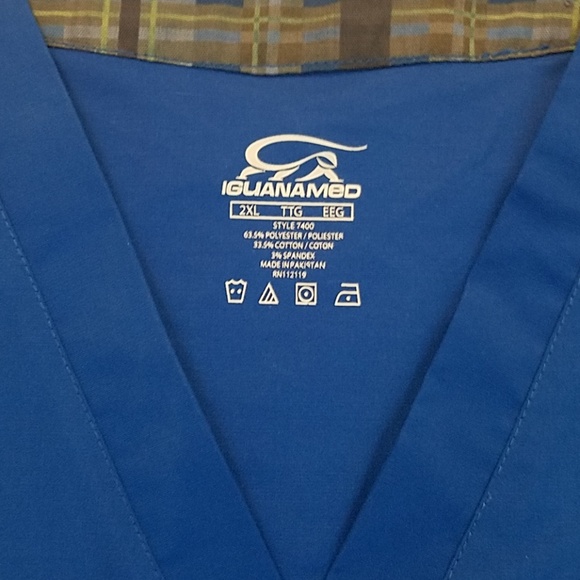 IGUANAMED
2XL TTG EEG
STYLE 7400
63.5% POLYESTER / POLIESTER
33.5% COTTON / COTON
3% SPANDEX
MADE IN PAKISTAN
RN112119